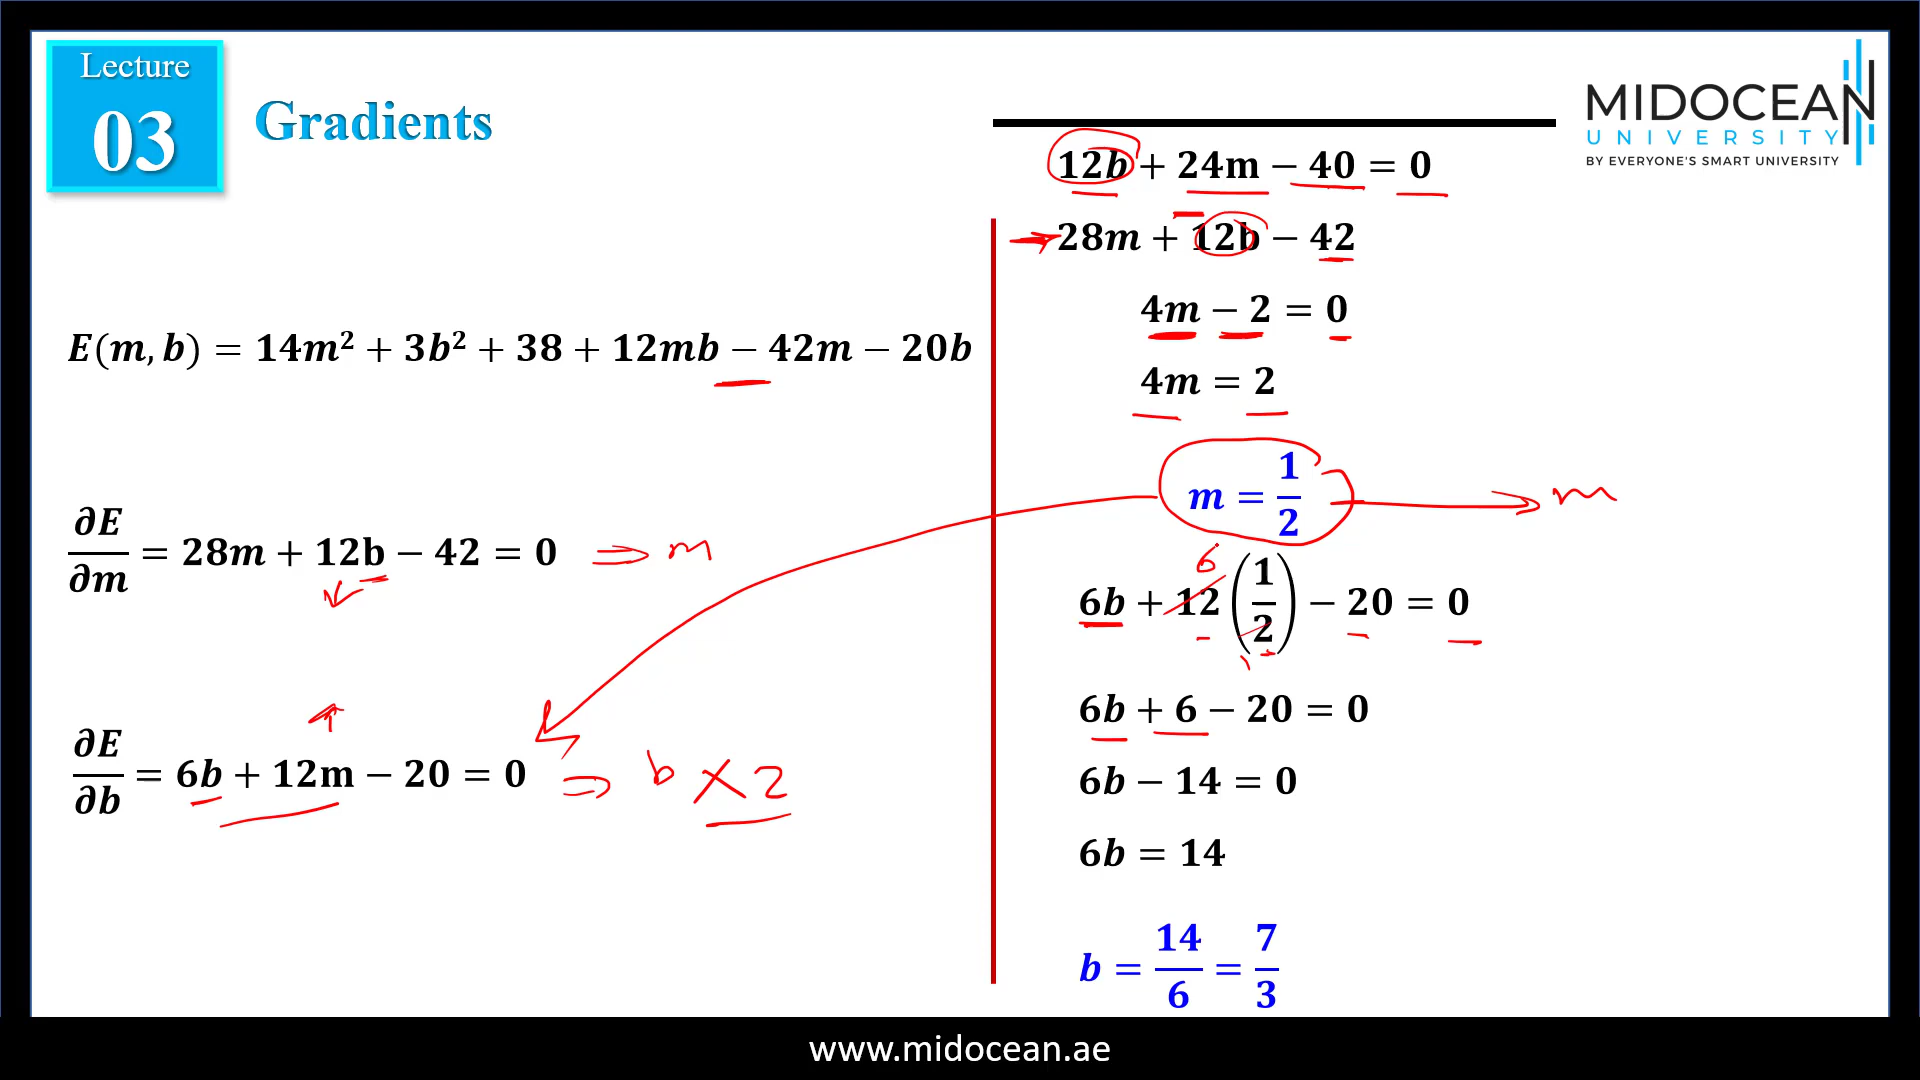 Lecture
03
Gradients
MIDOCEAN
UNIVERSITY
BY EVERYONE'S SMART UNIVERSITY
E(m, b) = 14m² + 3b² + 38 + 12mb − 42m − 20b
∂E/∂m = 28m + 12b − 42 = 0 ⇒ m
∂E/∂b = 6b + 12m − 20 = 0 ⇒ b × 2
12b + 24m − 40 = 0
28m + 12b − 42
4m − 2 = 0
4m = 2
m = 1/2 → m
6
6b + 12(1/2) − 20 = 0
1
6b + 6 − 20 = 0
6b − 14 = 0
6b = 14
b = 14/6 = 7/3
www.midocean.ae